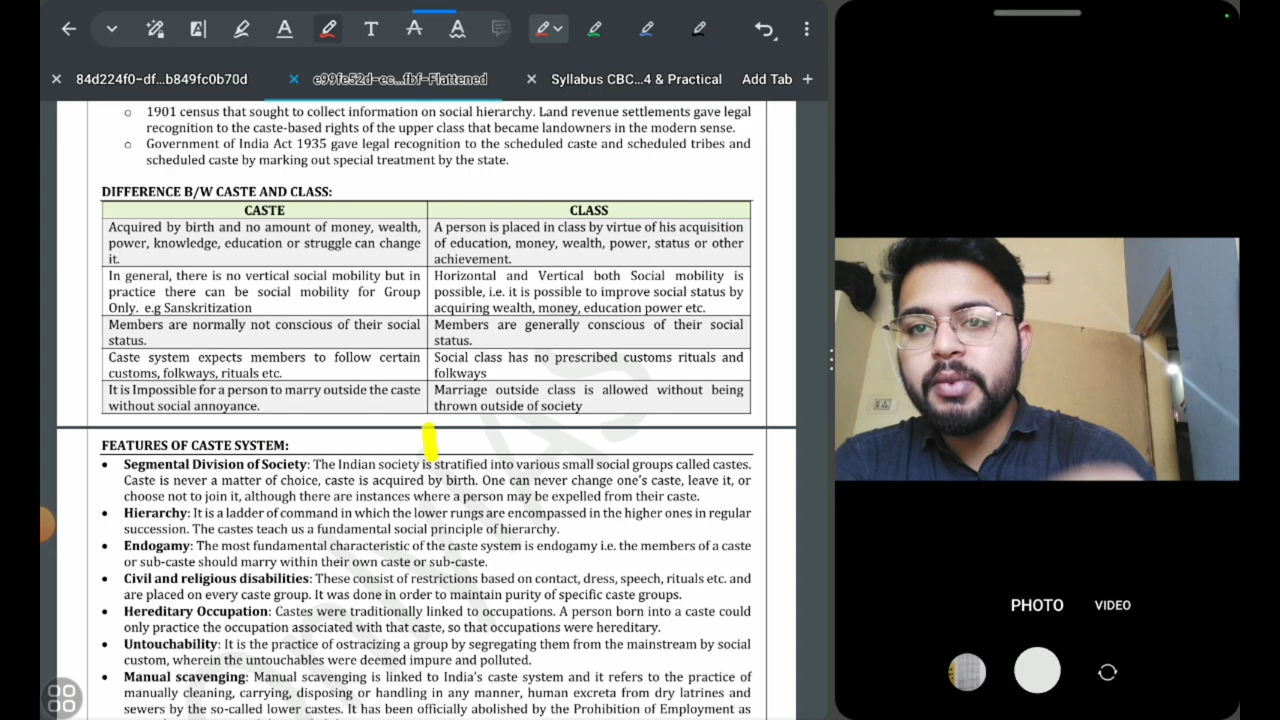 84d224f0-df...b849fc0b70d
e99fe52d-ec...fbf-Flattened
Syllabus CBC...4 & Practical
Add Tab +
○ 1901 census that sought to collect information on social hierarchy. Land revenue settlements gave legal
recognition to the caste-based rights of the upper class that became landowners in the modern sense.
○ Government of India Act 1935 gave legal recognition to the scheduled caste and scheduled tribes and
scheduled caste by marking out special treatment by the state.
DIFFERENCE B/W CASTE AND CLASS:
CASTE
CLASS
Acquired by birth and no amount of money, wealth,
power, knowledge, education or struggle can change
it.
A person is placed in class by virtue of his acquisition
of education, money, wealth, power, status or other
achievement.
In general, there is no vertical social mobility but in
practice there can be social mobility for Group
Only. e.g Sanskritization
Horizontal and Vertical both Social mobility is
possible, i.e. it is possible to improve social status by
acquiring wealth, money, education power etc.
Members are normally not conscious of their social
status.
Members are generally conscious of their social
status.
Caste system expects members to follow certain
customs, folkways, rituals etc.
Social class has no prescribed customs rituals and
folkways
It is Impossible for a person to marry outside the caste
without social annoyance.
Marriage outside class is allowed without being
thrown outside of society
FEATURES OF CASTE SYSTEM:
• Segmental Division of Society: The Indian society is stratified into various small social groups called castes.
Caste is never a matter of choice, caste is acquired by birth. One can never change one's caste, leave it, or
choose not to join it, although there are instances where a person may be expelled from their caste.
• Hierarchy: It is a ladder of command in which the lower rungs are encompassed in the higher ones in regular
succession. The castes teach us a fundamental social principle of hierarchy.
• Endogamy: The most fundamental characteristic of the caste system is endogamy i.e. the members of a caste
or sub-caste should marry within their own caste or sub-caste.
• Civil and religious disabilities: These consist of restrictions based on contact, dress, speech, rituals etc. and
are placed on every caste group. It was done in order to maintain purity of specific caste groups.
• Hereditary Occupation: Castes were traditionally linked to occupations. A person born into a caste could
only practice the occupation associated with that caste, so that occupations were hereditary.
• Untouchability: It is the practice of ostracizing a group by segregating them from the mainstream by social
custom, wherein the untouchables were deemed impure and polluted.
• Manual scavenging: Manual scavenging is linked to India's caste system and it refers to the practice of
manually cleaning, carrying, disposing or handling in any manner, human excreta from dry latrines and
sewers by the so-called lower castes. It has been officially abolished by the Prohibition of Employment as
PHOTO
VIDEO